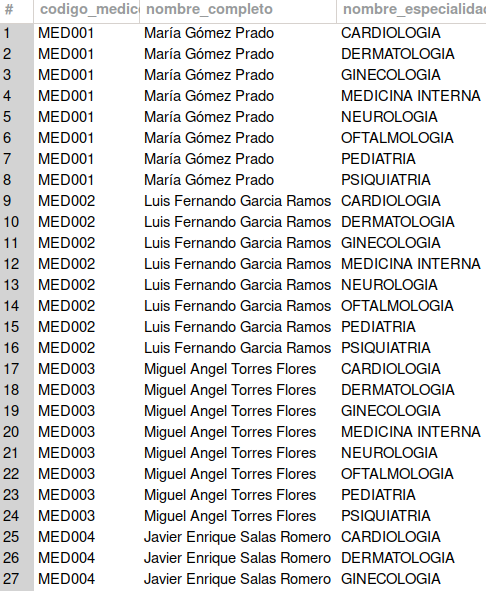 # codigo_medic nombre_completo nombre_especialidad
1 MED001 María Gómez Prado CARDIOLOGIA
2 MED001 María Gómez Prado DERMATOLOGIA
3 MED001 María Gómez Prado GINECOLOGIA
4 MED001 María Gómez Prado MEDICINA INTERNA
5 MED001 María Gómez Prado NEUROLOGIA
6 MED001 María Gómez Prado OFTALMOLOGIA
7 MED001 María Gómez Prado PEDIATRIA
8 MED001 María Gómez Prado PSIQUIATRIA
9 MED002 Luis Fernando Garcia Ramos CARDIOLOGIA
10 MED002 Luis Fernando Garcia Ramos DERMATOLOGIA
11 MED002 Luis Fernando Garcia Ramos GINECOLOGIA
12 MED002 Luis Fernando Garcia Ramos MEDICINA INTERNA
13 MED002 Luis Fernando Garcia Ramos NEUROLOGIA
14 MED002 Luis Fernando Garcia Ramos OFTALMOLOGIA
15 MED002 Luis Fernando Garcia Ramos PEDIATRIA
16 MED002 Luis Fernando Garcia Ramos PSIQUIATRIA
17 MED003 Miguel Angel Torres Flores CARDIOLOGIA
18 MED003 Miguel Angel Torres Flores DERMATOLOGIA
19 MED003 Miguel Angel Torres Flores GINECOLOGIA
20 MED003 Miguel Angel Torres Flores MEDICINA INTERNA
21 MED003 Miguel Angel Torres Flores NEUROLOGIA
22 MED003 Miguel Angel Torres Flores OFTALMOLOGIA
23 MED003 Miguel Angel Torres Flores PEDIATRIA
24 MED003 Miguel Angel Torres Flores PSIQUIATRIA
25 MED004 Javier Enrique Salas Romero CARDIOLOGIA
26 MED004 Javier Enrique Salas Romero DERMATOLOGIA
27 MED004 Javier Enrique Salas Romero GINECOLOGIA